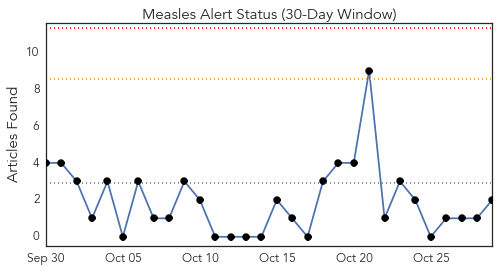 Measles Alert Status (30-Day Window)
Articles Found
10
8
6
4
2
0
Sep 30 Oct 05 Oct 10 Oct 15 Oct 20 Oct 25